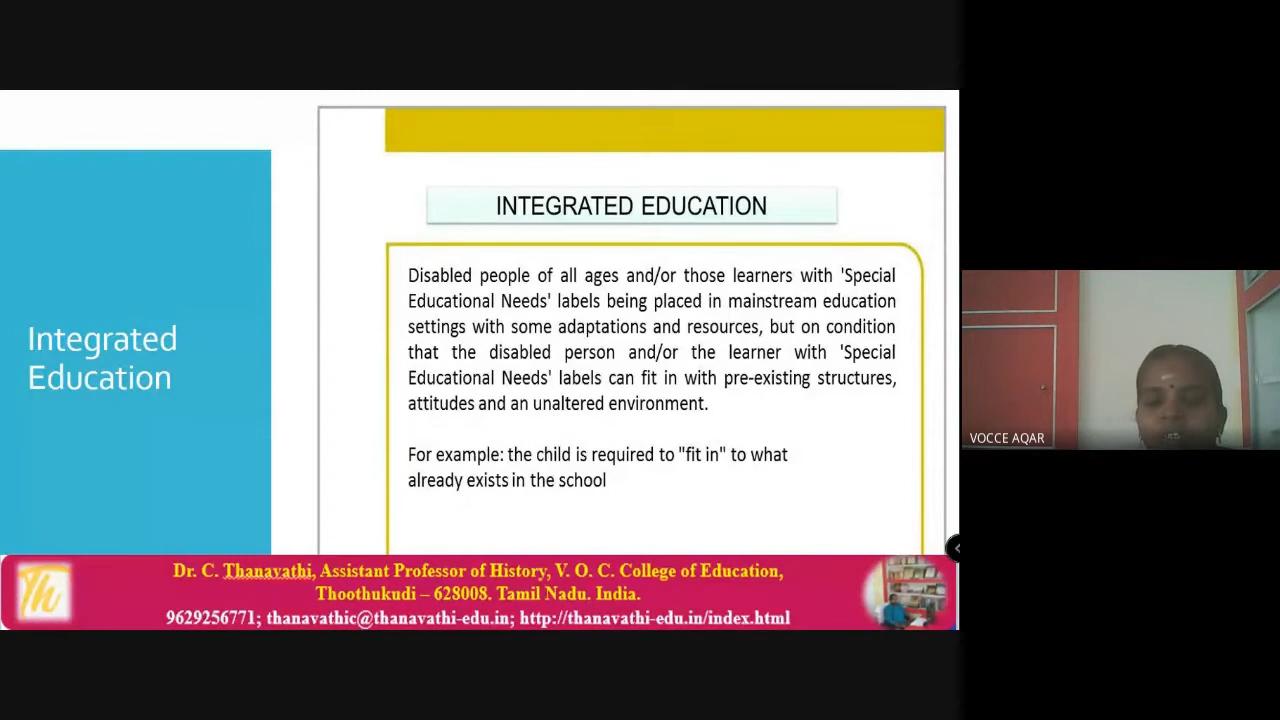 Integrated
Education
INTEGRATED EDUCATION
Disabled people of all ages and/or those learners with 'Special
Educational Needs' labels being placed in mainstream education
settings with some adaptations and resources, but on condition
that the disabled person and/or the learner with 'Special
Educational Needs' labels can fit in with pre-existing structures,
attitudes and an unaltered environment.
For example: the child is required to "fit in" to what
already exists in the school
VOCCE AQAR
Th
Dr. C. Thanavathi, Assistant Professor of History, V. O. C. College of Education,
Thoothukudi – 628008. Tamil Nadu. India.
9629256771; thanavathic@thanavathi-edu.in; http://thanavathi-edu.in/index.html